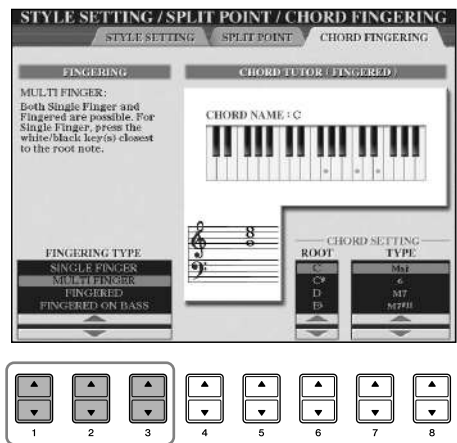 STYLE SETTING / SPLIT POINT / CHORD FINGERING
STYLE SETTING SPLIT POINT CHORD FINGERING
FINGERING
MULTI FINGER:
Both Single Finger and
Fingered are possible. For
Single Finger, press the
white/black key(s) closest
to the root note.
FINGERING TYPE
SINGLE FINGER
MULTI FINGER
FINGERED
FINGERED ON BASS
CHORD TUTOR ( FINGERED )
CHORD NAME : C
CHORD SETTING
ROOT TYPE
C Maj
C# 6
D M7
E♭ M7#11
1 2 3 4 5 6 7 8